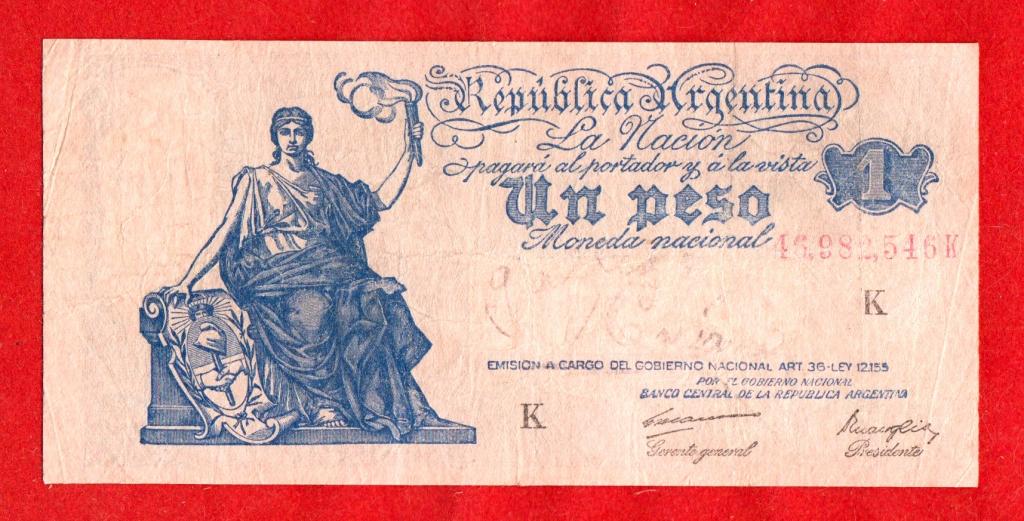 República Argentina
La Nación
pagará al portador y á la vista
1
Un peso
Moneda nacional
46,982,546K
K
EMISION A CARGO DEL GOBIERNO NACIONAL ART. 36-LEY 12.155
POR EL GOBIERNO NACIONAL
BANCO CENTRAL DE LA REPUBLICA ARGENTINA
K
Gerente general
Presidente